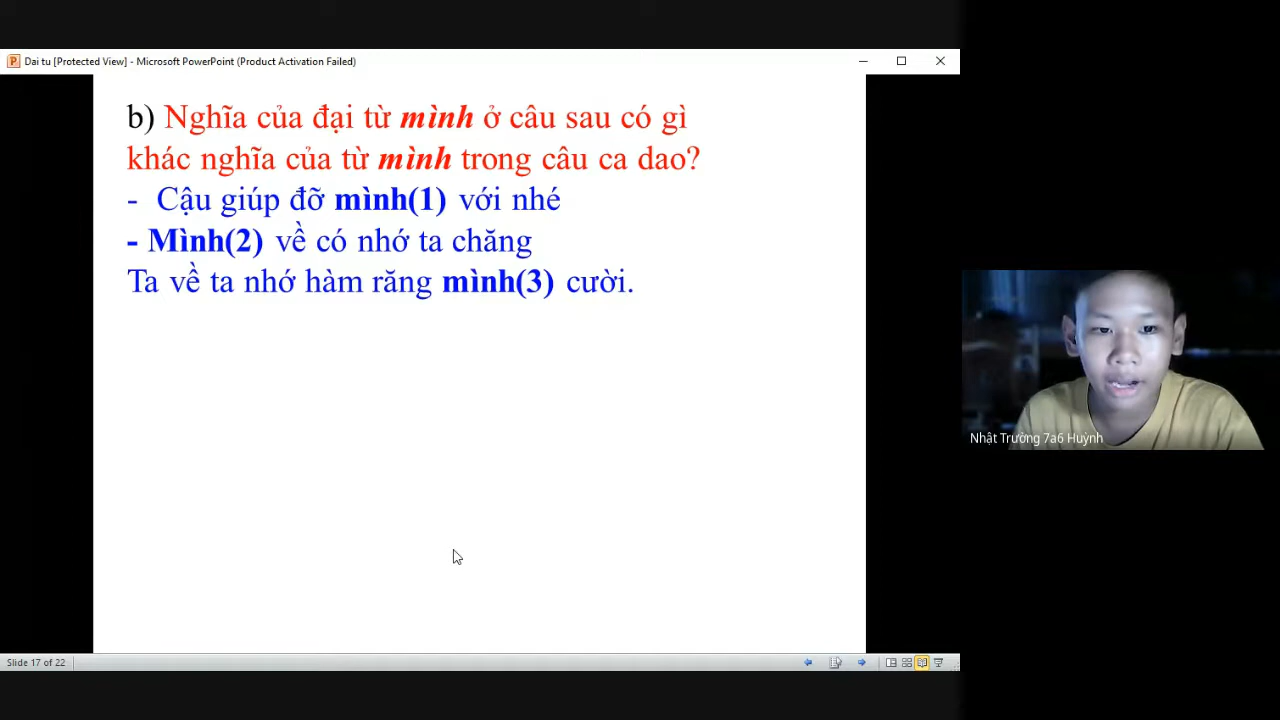 Dai tu [Protected View] - Microsoft PowerPoint (Product Activation Failed)
b) Nghĩa của đại từ mình ở câu sau có gì
khác nghĩa của từ mình trong câu ca dao?
- Cậu giúp đỡ mình(1) với nhé
- Mình(2) về có nhớ ta chăng
Ta về ta nhớ hàm răng mình(3) cười.
Nhật Trường 7a6 Huỳnh
Slide 17 of 22